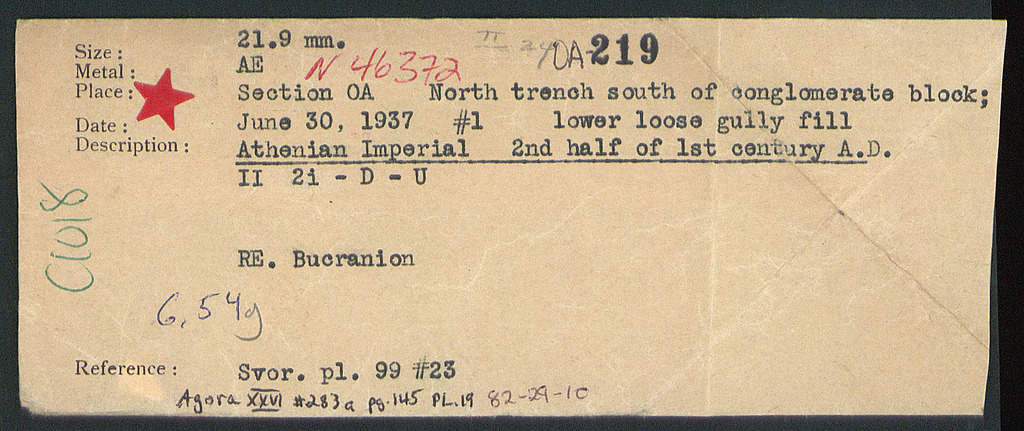 Size : 21.9 mm. OA-219
Metal : AE N 46372
Place : Section OA North trench south of conglomerate block;
Date : June 30, 1937 #1 lower loose gully fill
Description : Athenian Imperial 2nd half of 1st century A.D.
II 2i - D - U
C1018
RE. Bucranion
6.54g
Reference : Svor. pl. 99 #23
Agora XXVI #283a pg.145 PL.19 82-29-10